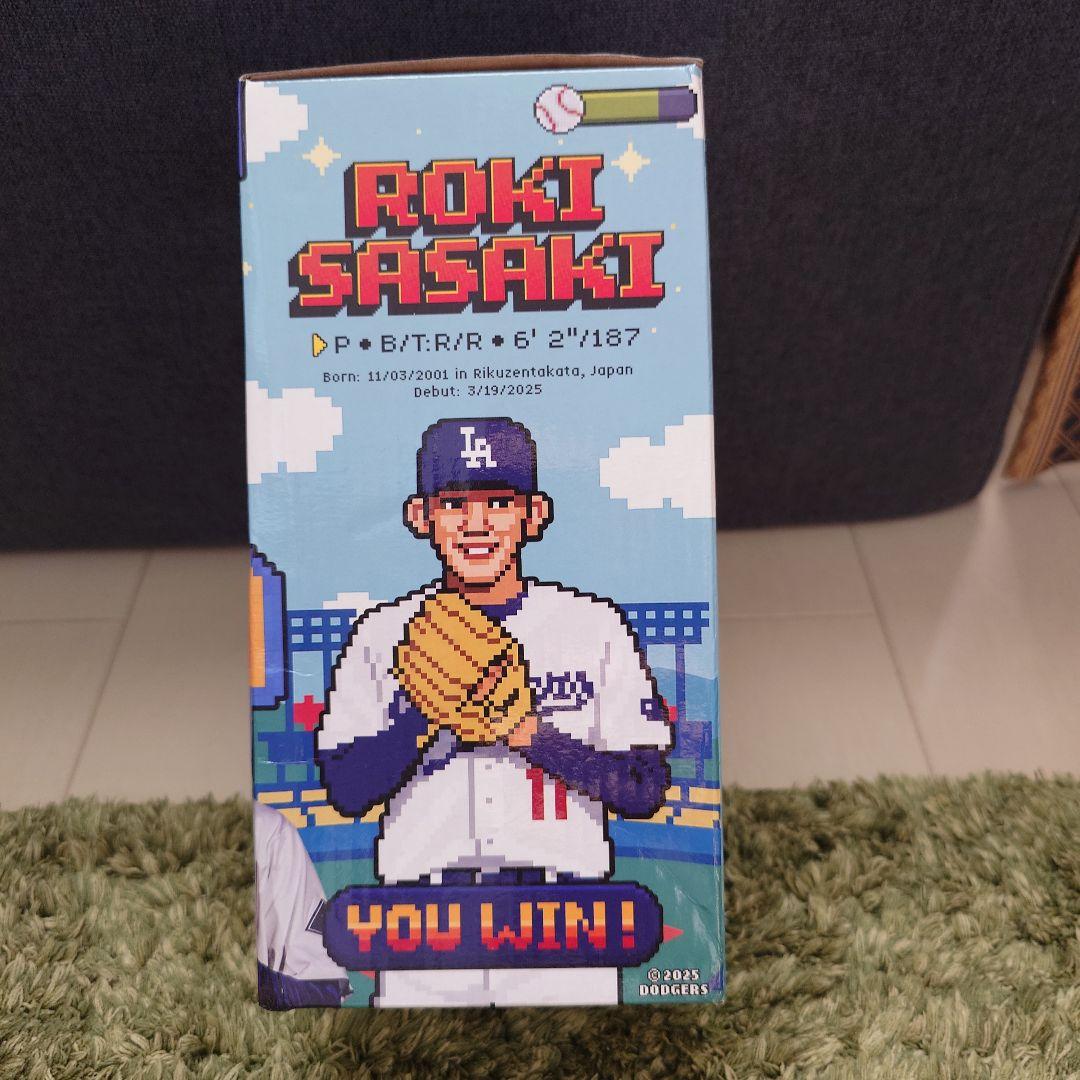 ROKI
SASAKI
P • B/T:R/R • 6' 2"/187
Born: 11/03/2001 in Rikuzentakata, Japan
Debut: 3/19/2025
LA
11
YOU WIN!
© 2025
DODGERS